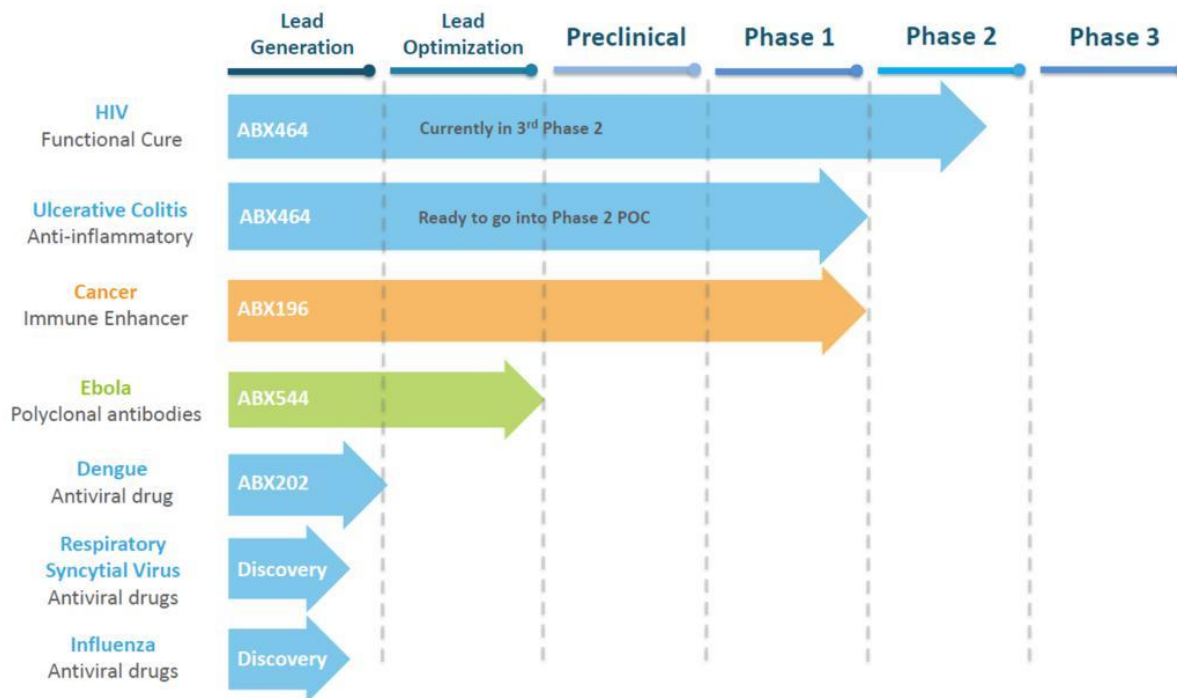 Lead
Generation
Lead
Optimization
Preclinical
Phase 1
Phase 2
Phase 3
HIV
Functional Cure
ABX464
Currently in 3rd Phase 2
Ulcerative Colitis
Anti-inflammatory
ABX464
Ready to go into Phase 2 POC
Cancer
Immune Enhancer
ABX196
Ebola
Polyclonal antibodies
ABX544
Dengue
Antiviral drug
ABX202
Respiratory
Syncytial Virus
Antiviral drugs
Discovery
Influenza
Antiviral drugs
Discovery